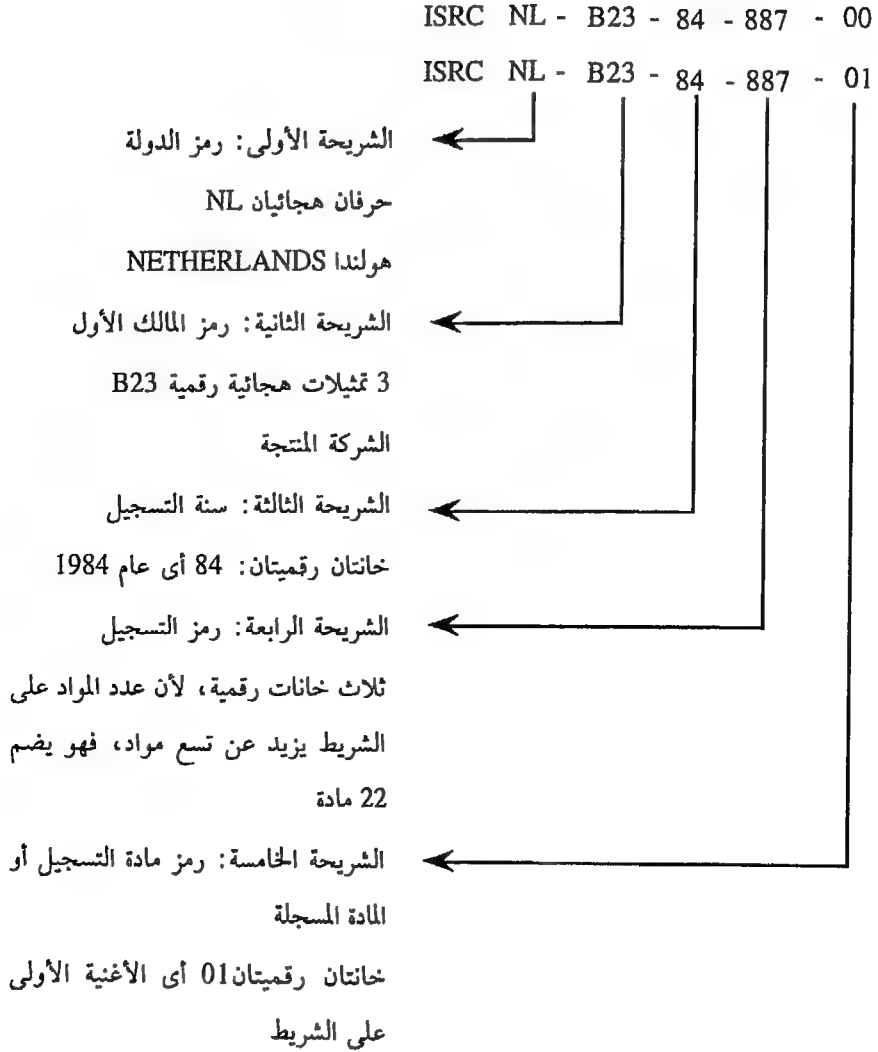 ISRC NL - B23 - 84 - 887 - 00
ISRC NL - B23 - 84 - 887 - 01
الشريحة الأولى: رمز الدولة
حرفان هجائيان NL
هولندا NETHERLANDS
الشريحة الثانية: رمز المالك الأول
3 تمثيلات هجائية رقمية B23
الشركة المنتجة
الشريحة الثالثة: سنة التسجيل
خانتان رقميتان: 84 أى عام 1984
الشريحة الرابعة: رمز التسجيل
ثلاث خانات رقمية، لأن عدد المواد على
الشريط يزيد عن تسع مواد، فهو يضم
22 مادة
الشريحة الخامسة: رمز مادة التسجيل أو
المادة المسجلة
خانتان رقميتان01 أى الأغنية الأولى
على الشريط